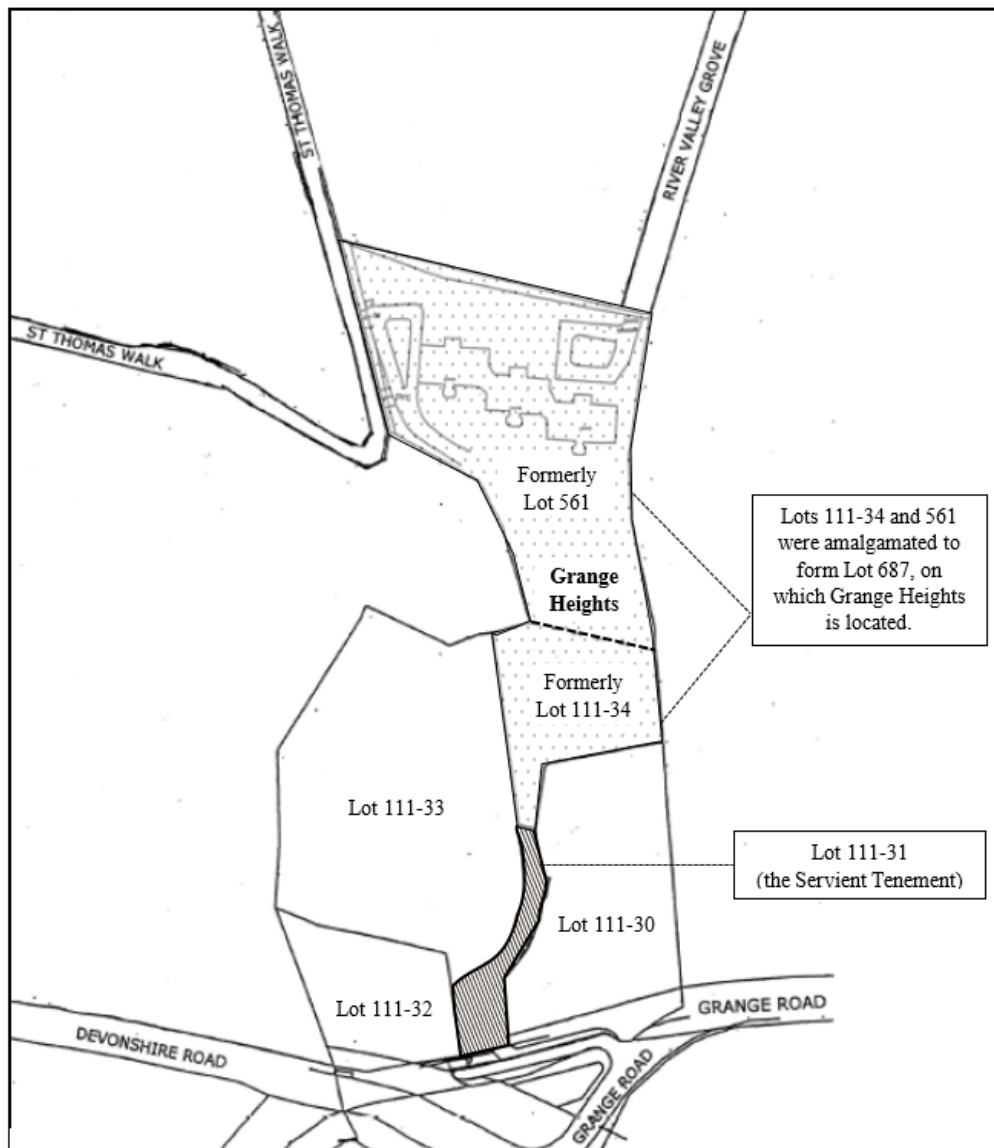 ST THOMAS WALK
RIVER VALLEY GROVE
ST THOMAS WALK
Formerly
Lot 561
Grange
Heights
Lots 111-34 and 561
were amalgamated to
form Lot 687, on
which Grange Heights
is located.
Formerly
Lot 111-34
Lot 111-33
Lot 111-31
(the Servient Tenement)
Lot 111-30
Lot 111-32
GRANGE ROAD
DEVONSHIRE ROAD
GRANGE ROAD